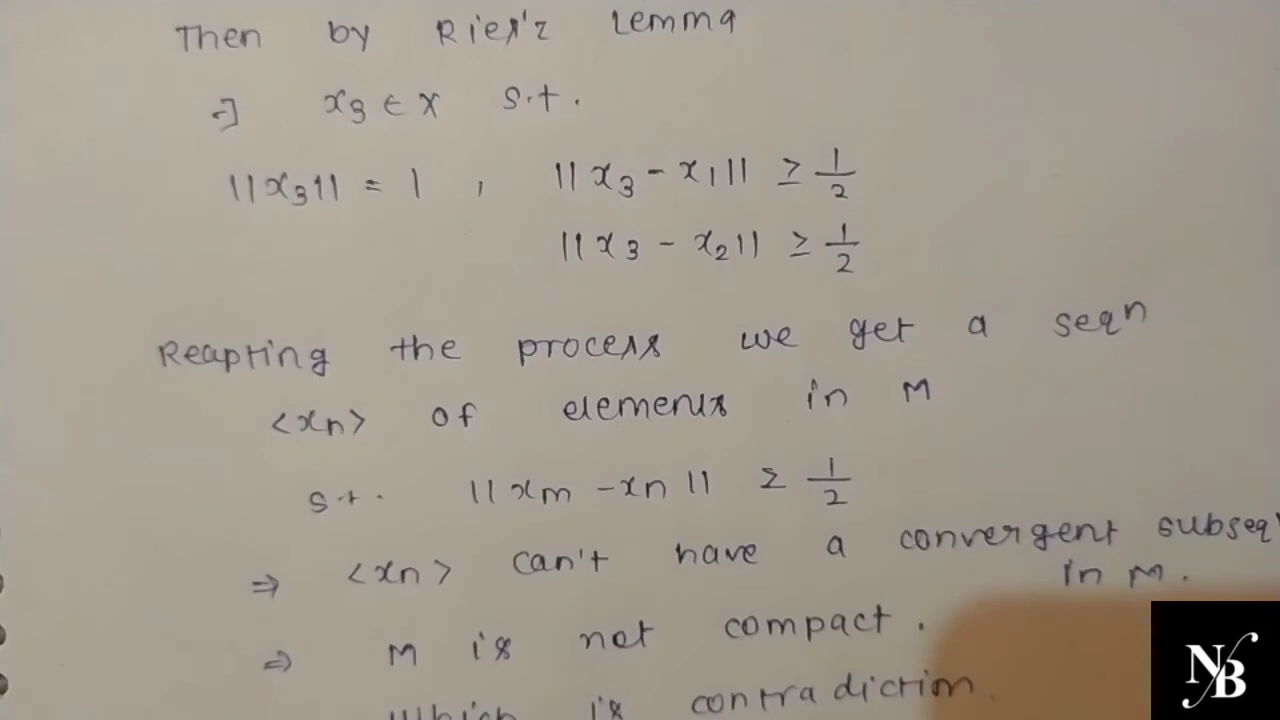 Then by Riesz Lemma
∃ x3 ∈ X s.t.
||x3|| = 1 , ||x3 - x1|| ≥ 1/2
||x3 - x2|| ≥ 1/2
Reapting the process we get a seqn
<xn> of elements in M
s.t. ||xm - xn|| ≥ 1/2
⇒ <xn> can't have a convergent subseq
in M.
⇒ M is not compact.
Which is contradiction.
NB